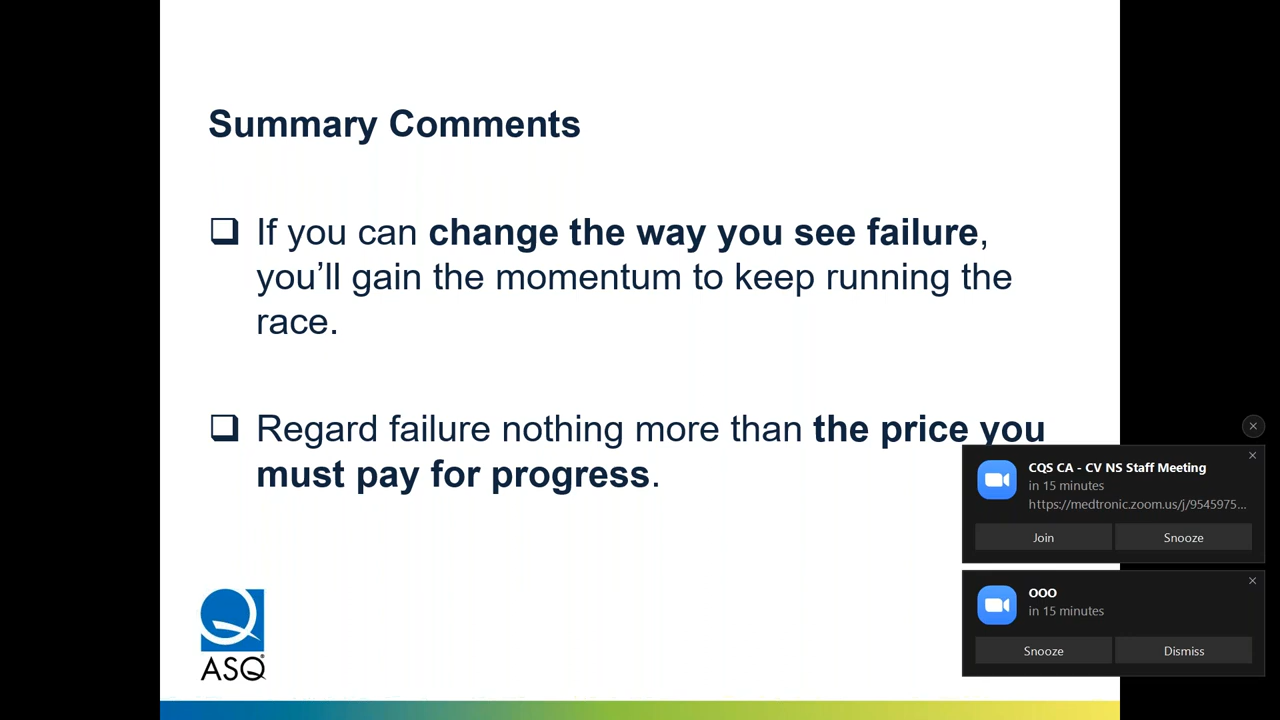 Summary Comments
If you can change the way you see failure,
you’ll gain the momentum to keep running the
race.
Regard failure nothing more than the price you
must pay for progress.
CQS CA - CV NS Staff Meeting
in 15 minutes
https://medtronic.zoom.us/j/9545975...
Join Snooze
OOO
in 15 minutes
Snooze Dismiss
ASQ